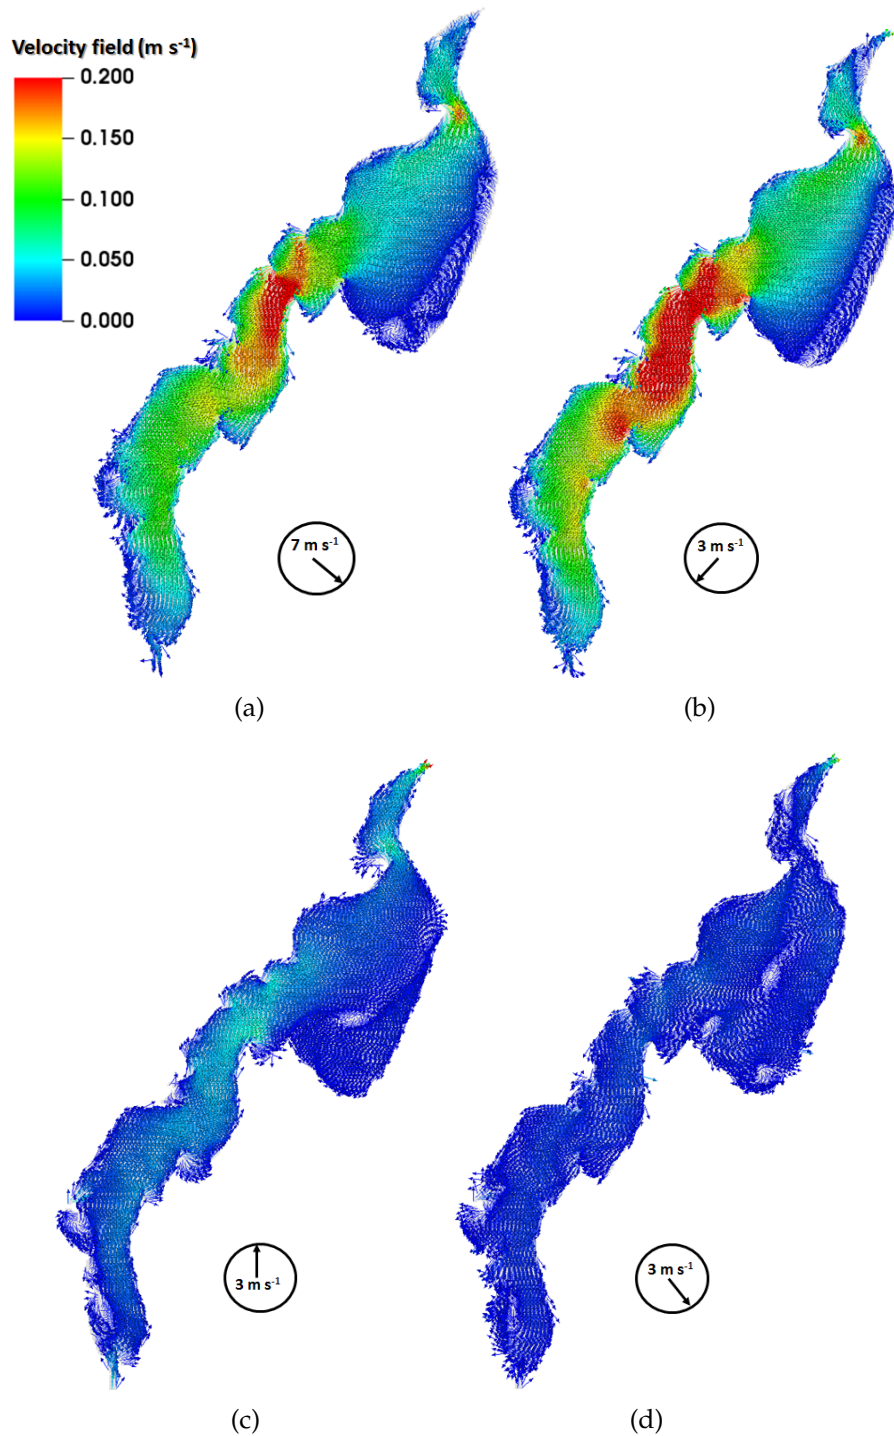 Velocity field (m s⁻¹)
0.200
0.150
0.100
0.050
0.000
7 m s⁻¹
3 m s⁻¹
(a)
(b)
3 m s⁻¹
3 m s⁻¹
(c)
(d)